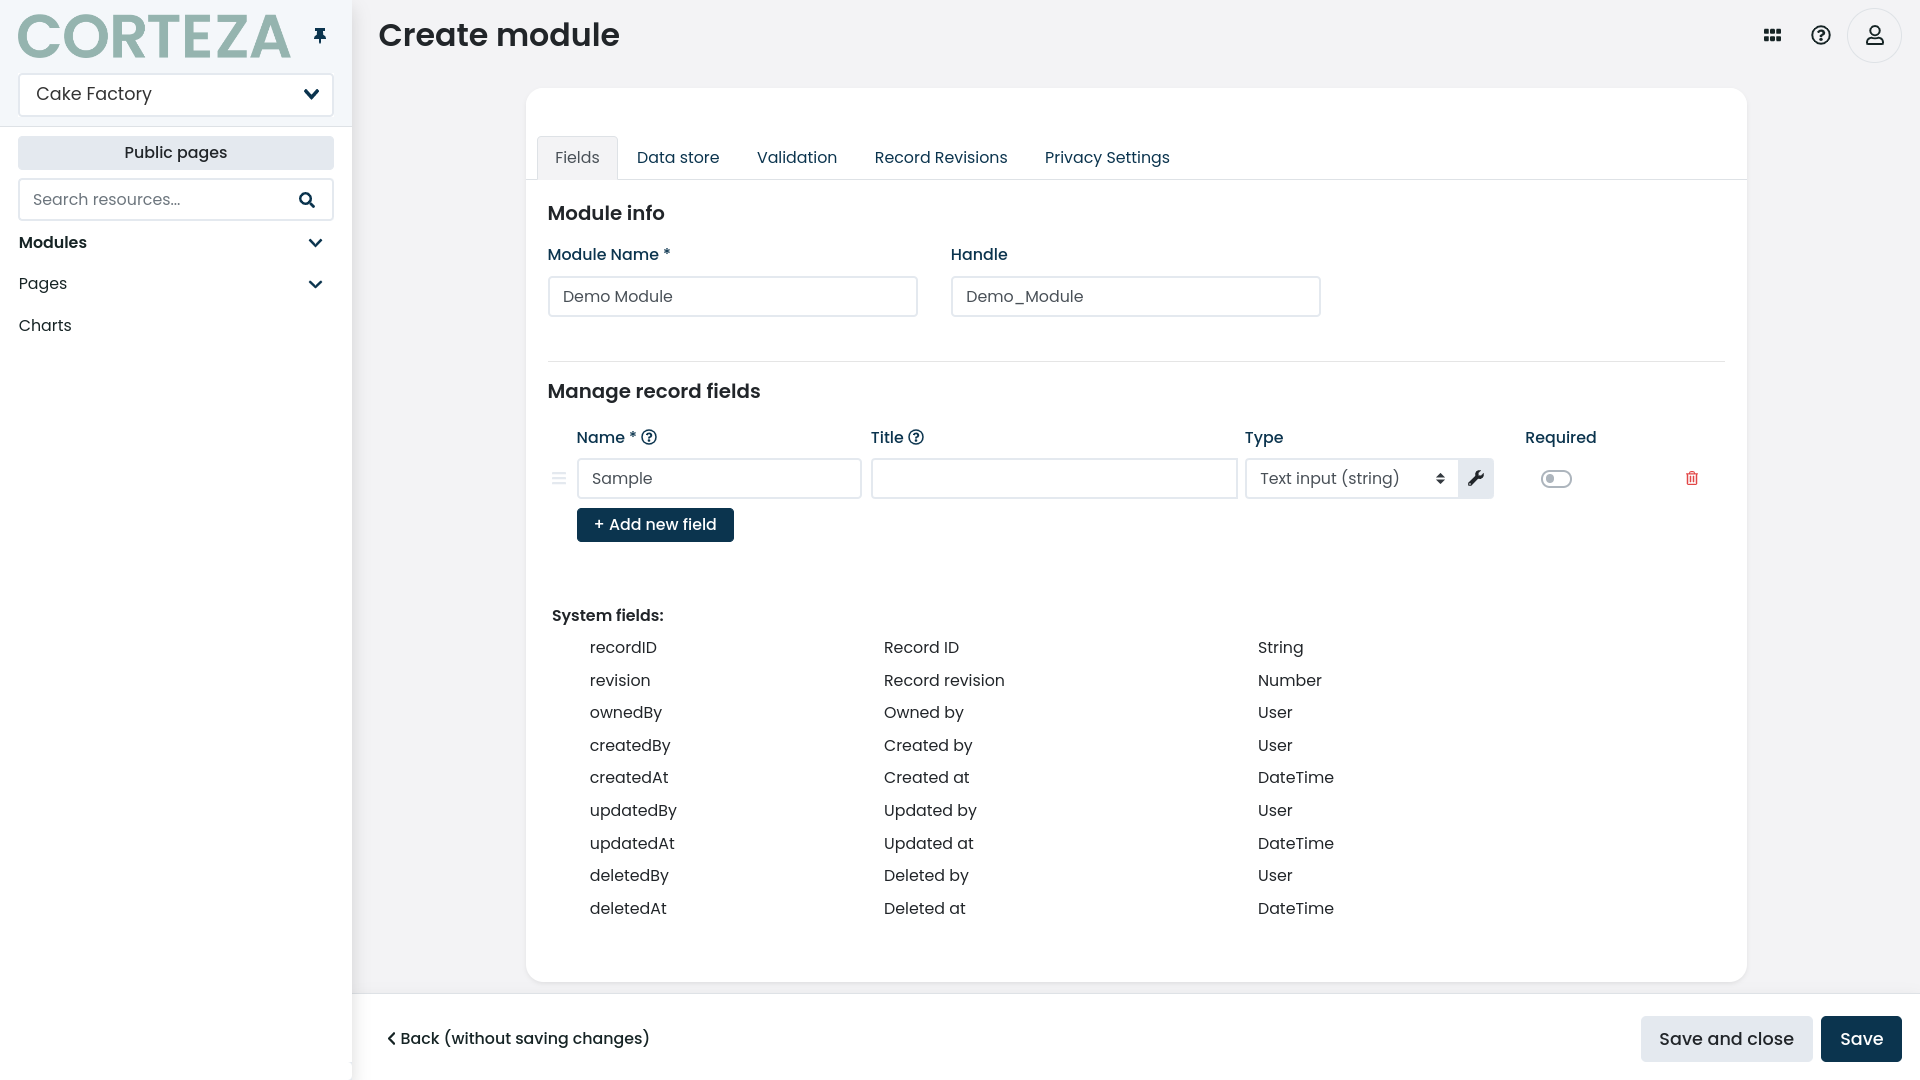 CORTEZA
Create module
Cake Factory
Public pages
Search resources...
Modules
Pages
Charts
Fields
Data store
Validation
Record Revisions
Privacy Settings
Module info
Module Name *
Handle
Demo Module
Demo_Module
Manage record fields
Name *
Title
Type
Required
Sample
Text input (string)
+ Add new field
System fields:
recordID Record ID String
revision Record revision Number
ownedBy Owned by User
createdBy Created by User
createdAt Created at DateTime
updatedBy Updated by User
updatedAt Updated at DateTime
deletedBy Deleted by User
deletedAt Deleted at DateTime
Back (without saving changes)
Save and close
Save